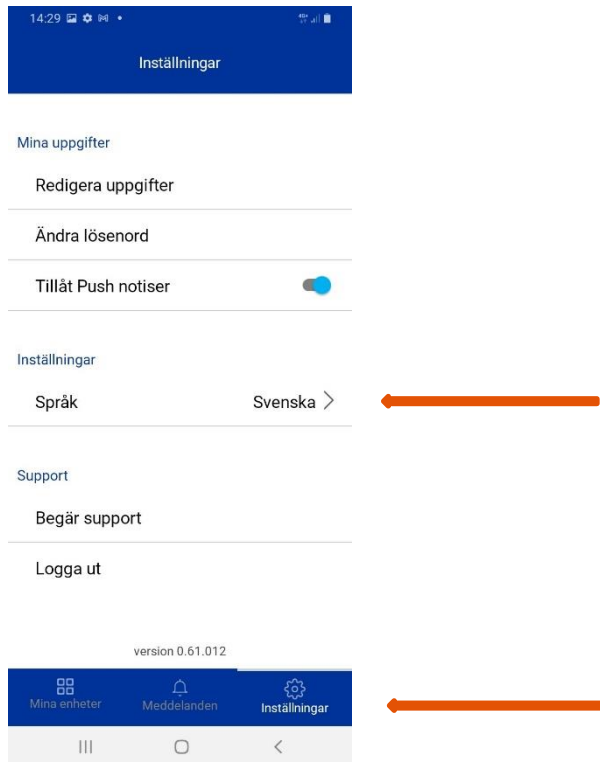 14:29
Inställningar
Mina uppgifter
Redigera uppgifter
Ändra lösenord
Tillåt Push notiser
Inställningar
Språk Svenska
Support
Begär support
Logga ut
version 0.61.012
Mina enheter Meddelanden Inställningar